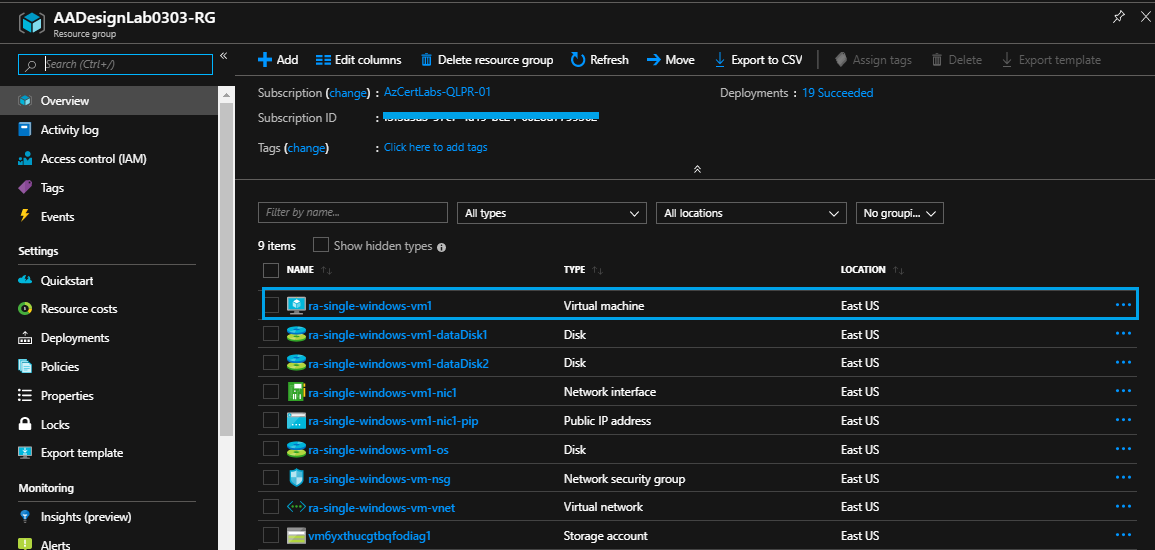 AADesignLab0303-RG
Resource group
Search (Ctrl+/)
Overview
Activity log
Access control (IAM)
Tags
Events
Settings
Quickstart
Resource costs
Deployments
Policies
Properties
Locks
Export template
Monitoring
Insights (preview)
Alerts
Add Edit columns Delete resource group Refresh Move Export to CSV Assign tags Delete Export template
Subscription (change) : AzCertLabs-QLPR-01 Deployments : 19 Succeeded
Subscription ID :
Tags (change) : Click here to add tags
Filter by name... All types All locations No groupi...
9 items Show hidden types
NAME TYPE LOCATION
ra-single-windows-vm1 Virtual machine East US
ra-single-windows-vm1-dataDisk1 Disk East US
ra-single-windows-vm1-dataDisk2 Disk East US
ra-single-windows-vm1-nic1 Network interface East US
ra-single-windows-vm1-nic1-pip Public IP address East US
ra-single-windows-vm1-os Disk East US
ra-single-windows-vm-nsg Network security group East US
ra-single-windows-vm-vnet Virtual network East US
vm6yxthucgtbqfodiag1 Storage account East US